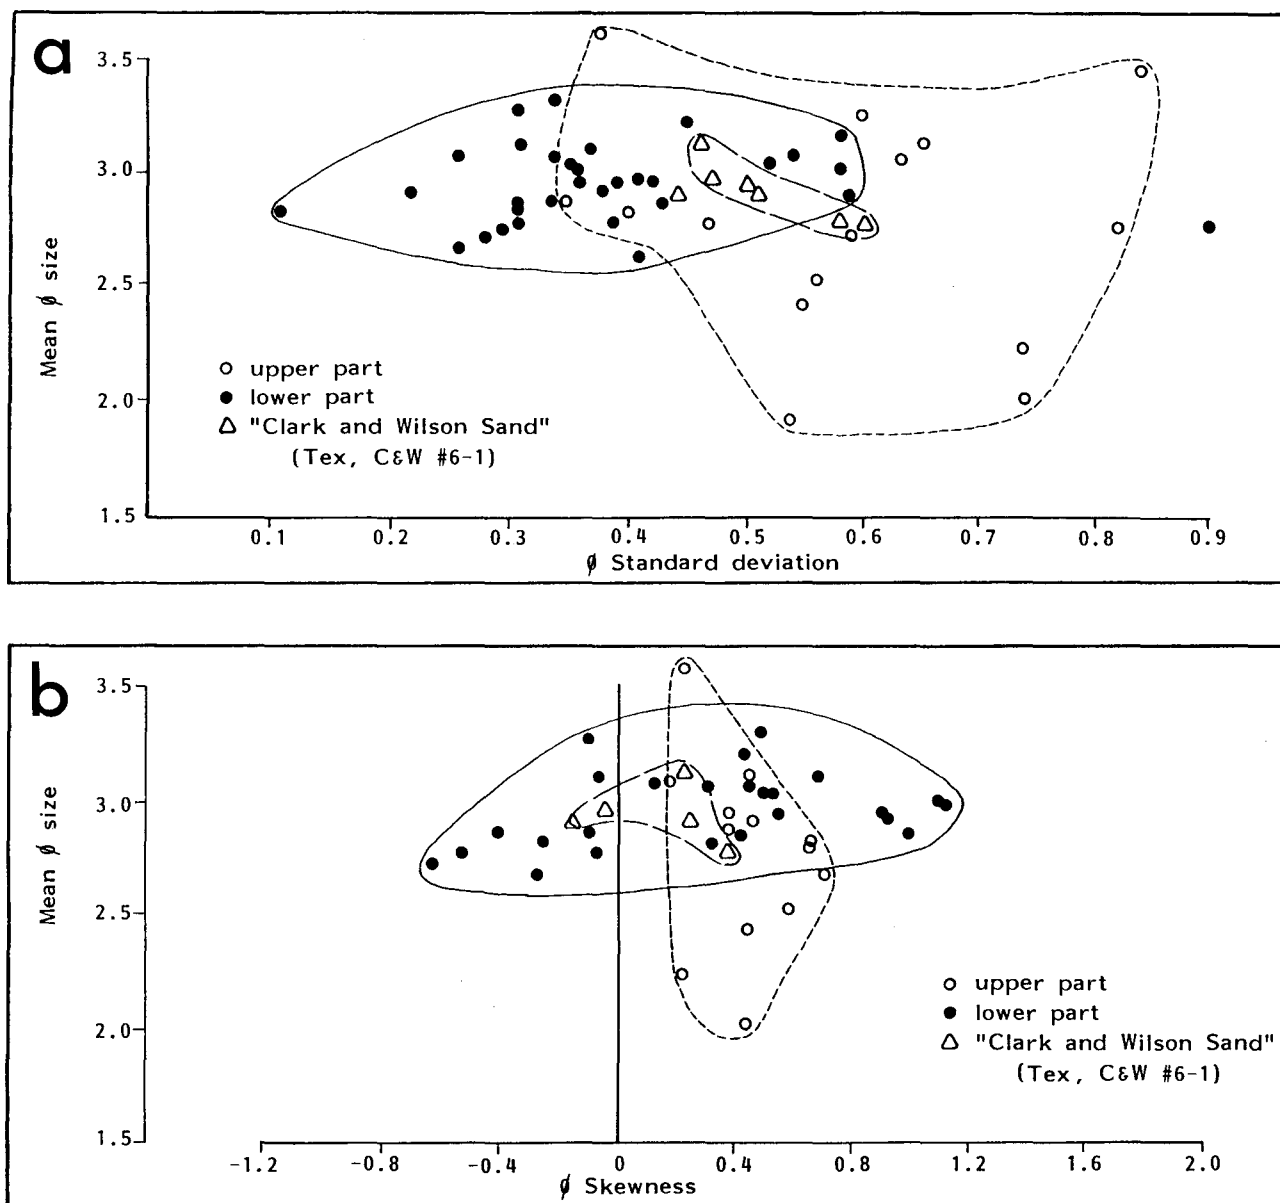 a
3.5
3.0
2.5
2.0
1.5
Mean ϕ size
upper part
lower part
"Clark and Wilson Sand"
(Tex, C&W #6-1)
0.1 0.2 0.3 0.4 0.5 0.6 0.7 0.8 0.9
ϕ Standard deviation
b
3.5
3.0
2.5
2.0
1.5
Mean ϕ size
upper part
lower part
"Clark and Wilson Sand"
(Tex, C&W #6-1)
-1.2 -0.8 -0.4 0 0.4 0.8 1.2 1.6 2.0
ϕ Skewness